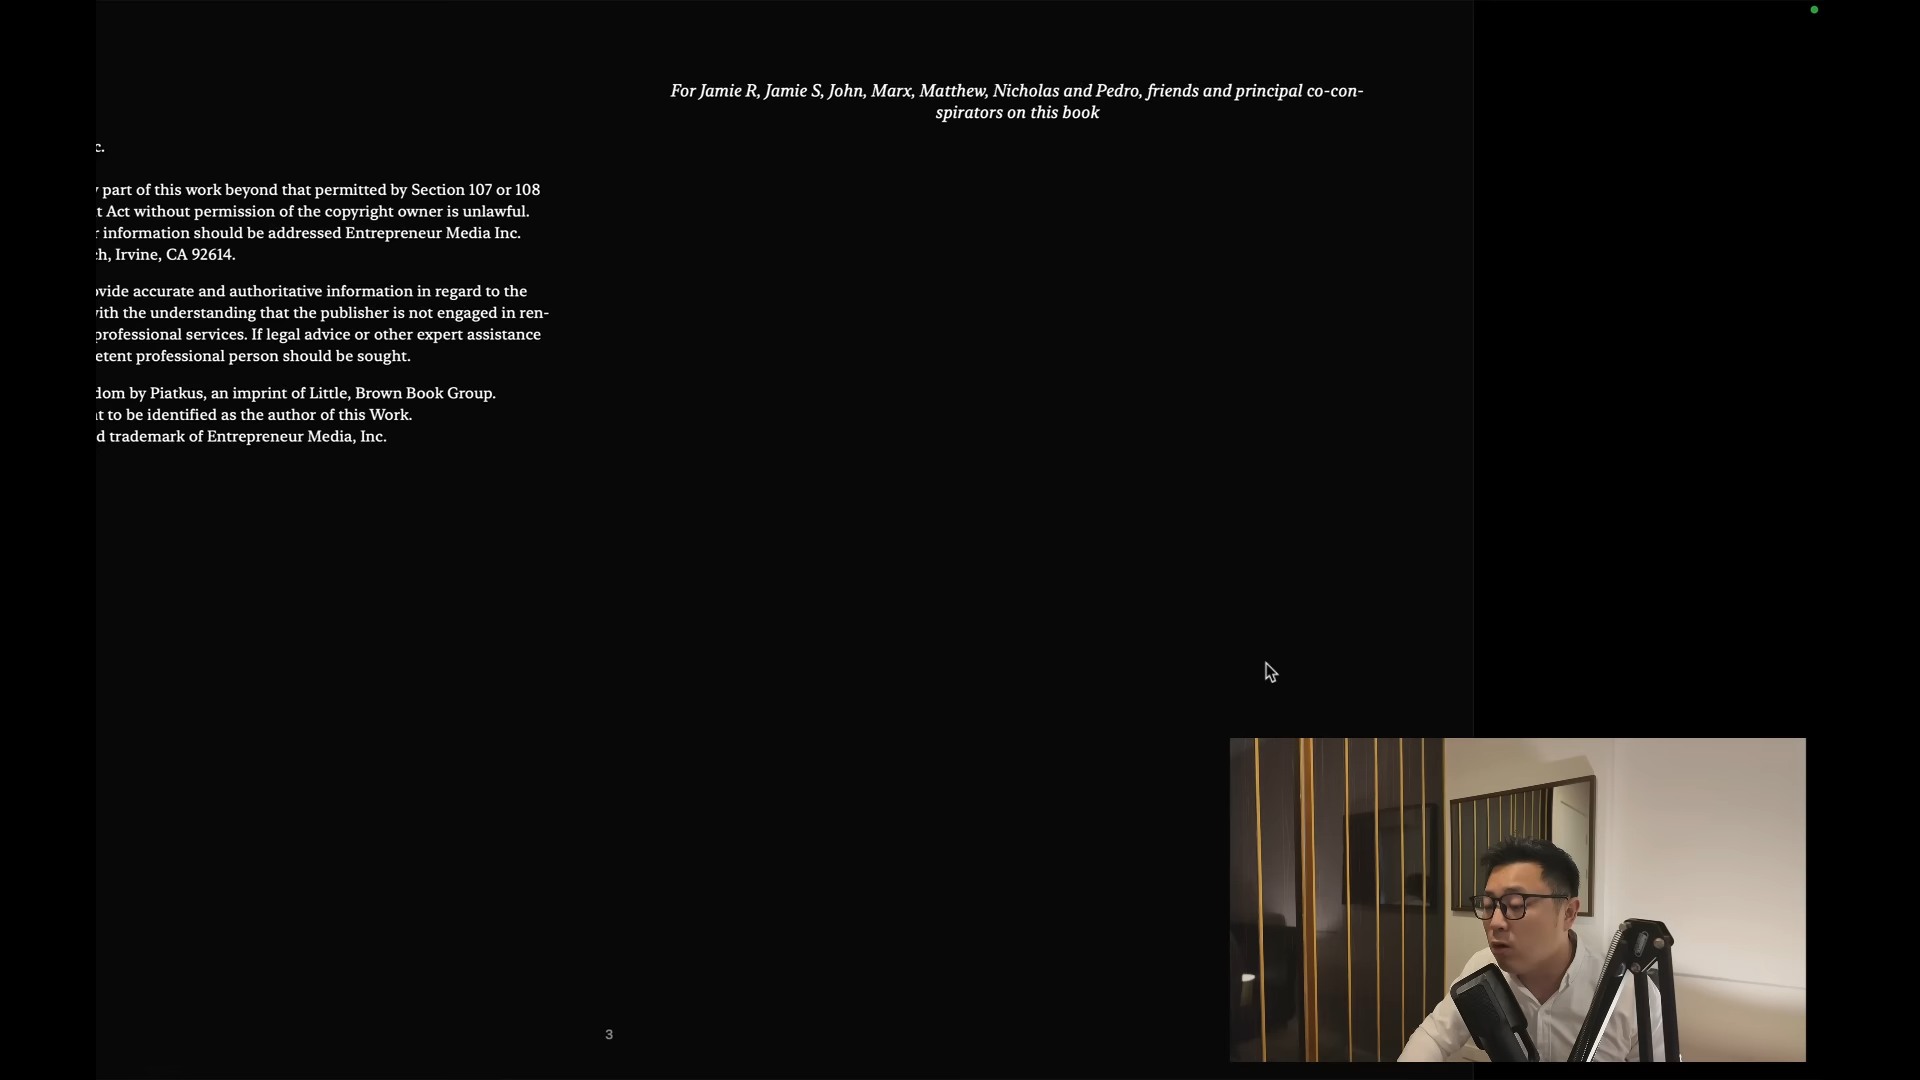 c.
part of this work beyond that permitted by Section 107 or 108
t Act without permission of the copyright owner is unlawful.
r information should be addressed Entrepreneur Media Inc.
ch, Irvine, CA 92614.
ovide accurate and authoritative information in regard to the
with the understanding that the publisher is not engaged in ren-
professional services. If legal advice or other expert assistance
etent professional person should be sought.
dom by Piatkus, an imprint of Little, Brown Book Group.
t to be identified as the author of this Work.
d trademark of Entrepreneur Media, Inc.
3
For Jamie R, Jamie S, John, Marx, Matthew, Nicholas and Pedro, friends and principal co-con-
spirators on this book